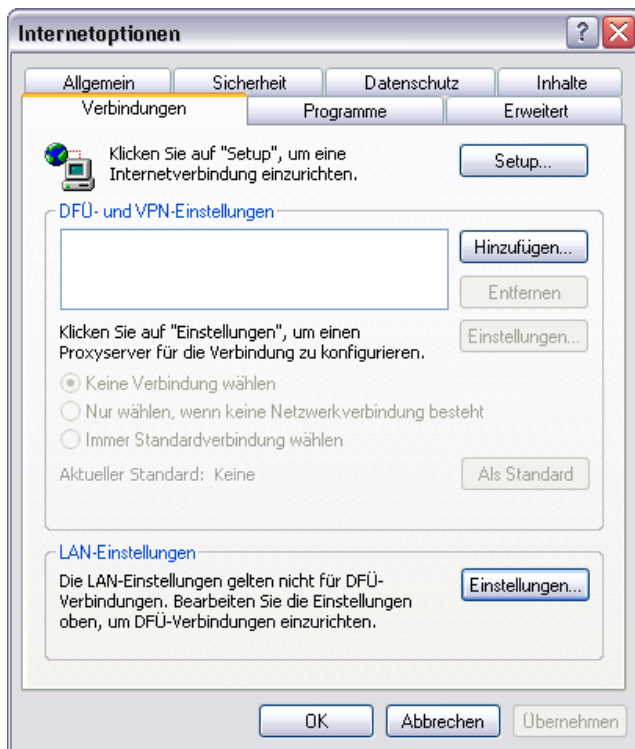 Internetoptionen
Allgemein Sicherheit Datenschutz Inhalte
Verbindungen Programme Erweitert
Klicken Sie auf "Setup", um eine
Internetverbindung einzurichten.
Setup...
DFÜ- und VPN-Einstellungen
Hinzufügen...
Entfernen
Klicken Sie auf "Einstellungen", um einen
Proxyserver für die Verbindung zu konfigurieren.
Einstellungen...
Keine Verbindung wählen
Nur wählen, wenn keine Netzwerkverbindung besteht
Immer Standardverbindung wählen
Aktueller Standard: Keine
Als Standard
LAN-Einstellungen
Die LAN-Einstellungen gelten nicht für DFÜ-
Verbindungen. Bearbeiten Sie die Einstellungen
oben, um DFÜ-Verbindungen einzurichten.
Einstellungen...
OK Abbrechen Übernehmen